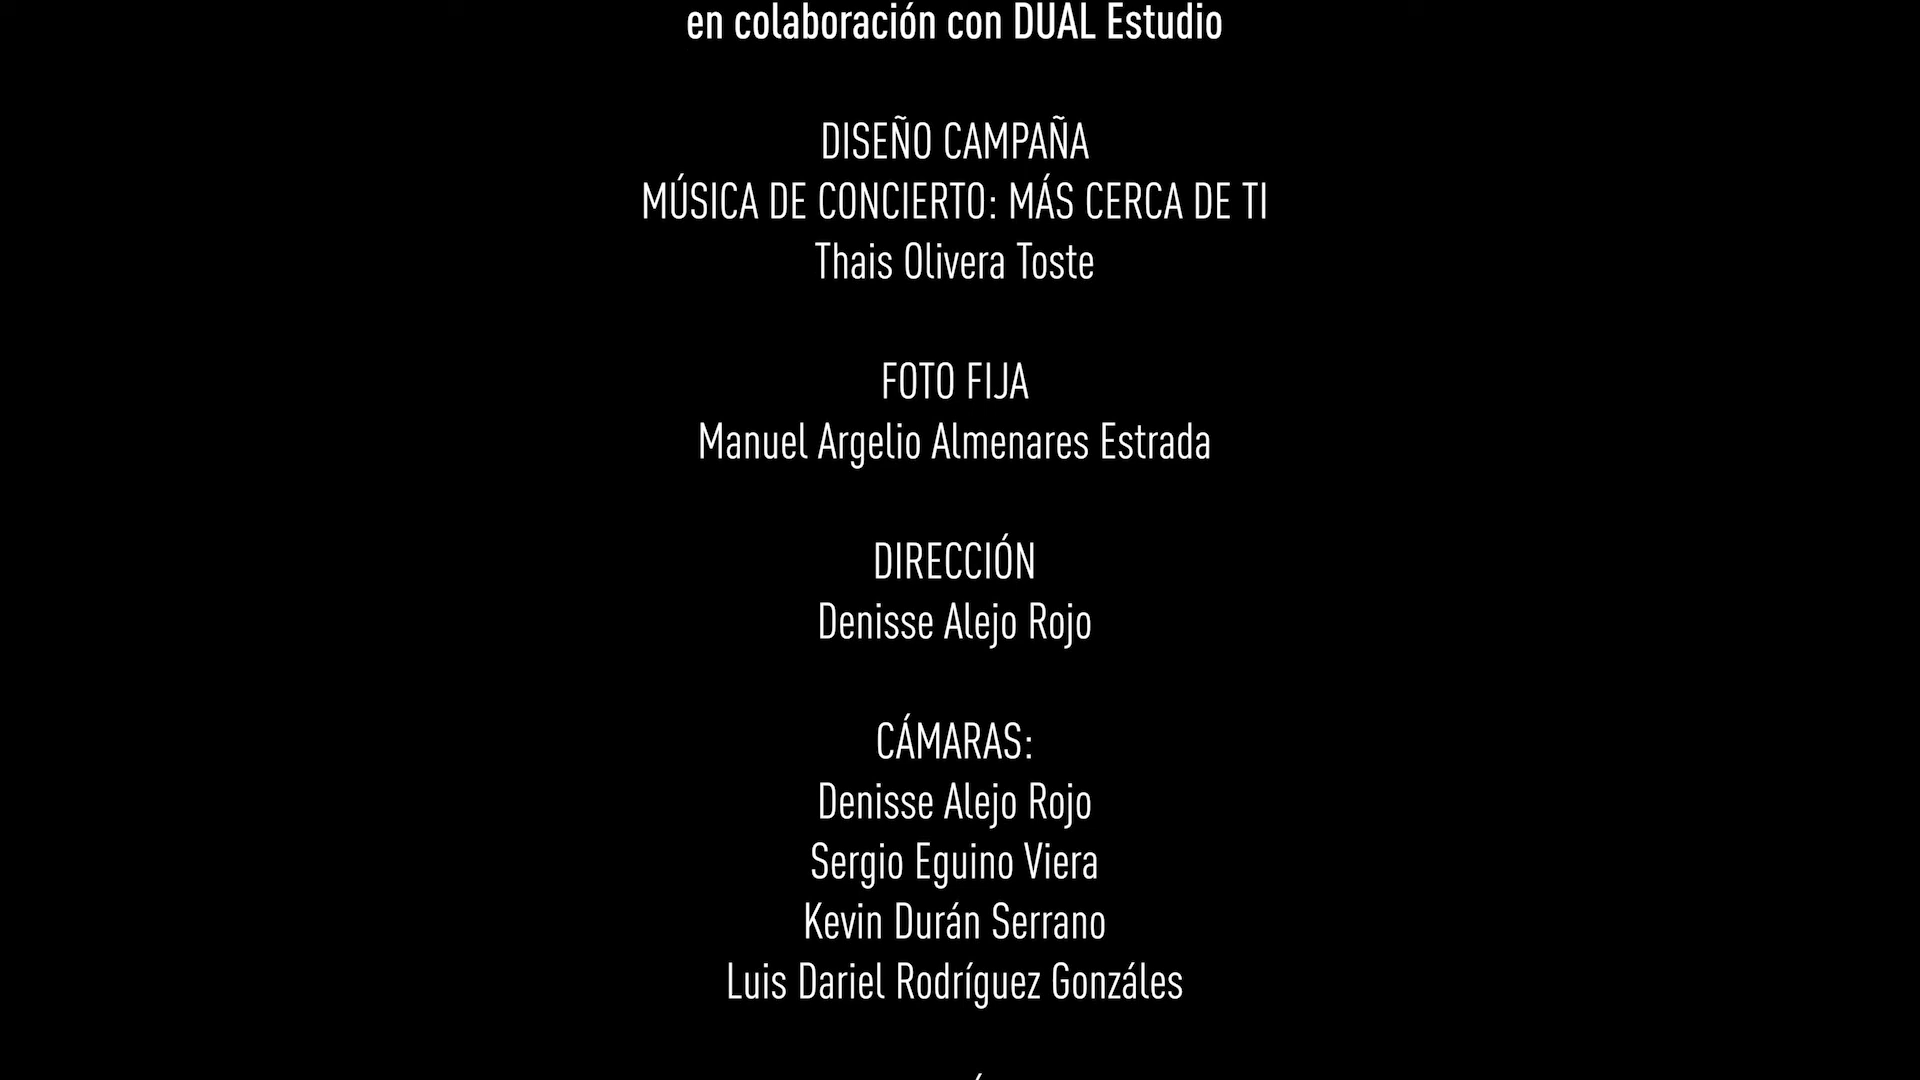 en colaboración con DUAL Estudio
DISEÑO CAMPAÑA
MÚSICA DE CONCIERTO: MÁS CERCA DE TI
Thais Olivera Toste
FOTO FIJA
Manuel Argelio Almenares Estrada
DIRECCIÓN
Denisse Alejo Rojo
CÁMARAS:
Denisse Alejo Rojo
Sergio Eguino Viera
Kevin Durán Serrano
Luis Dariel Rodríguez Gonzáles